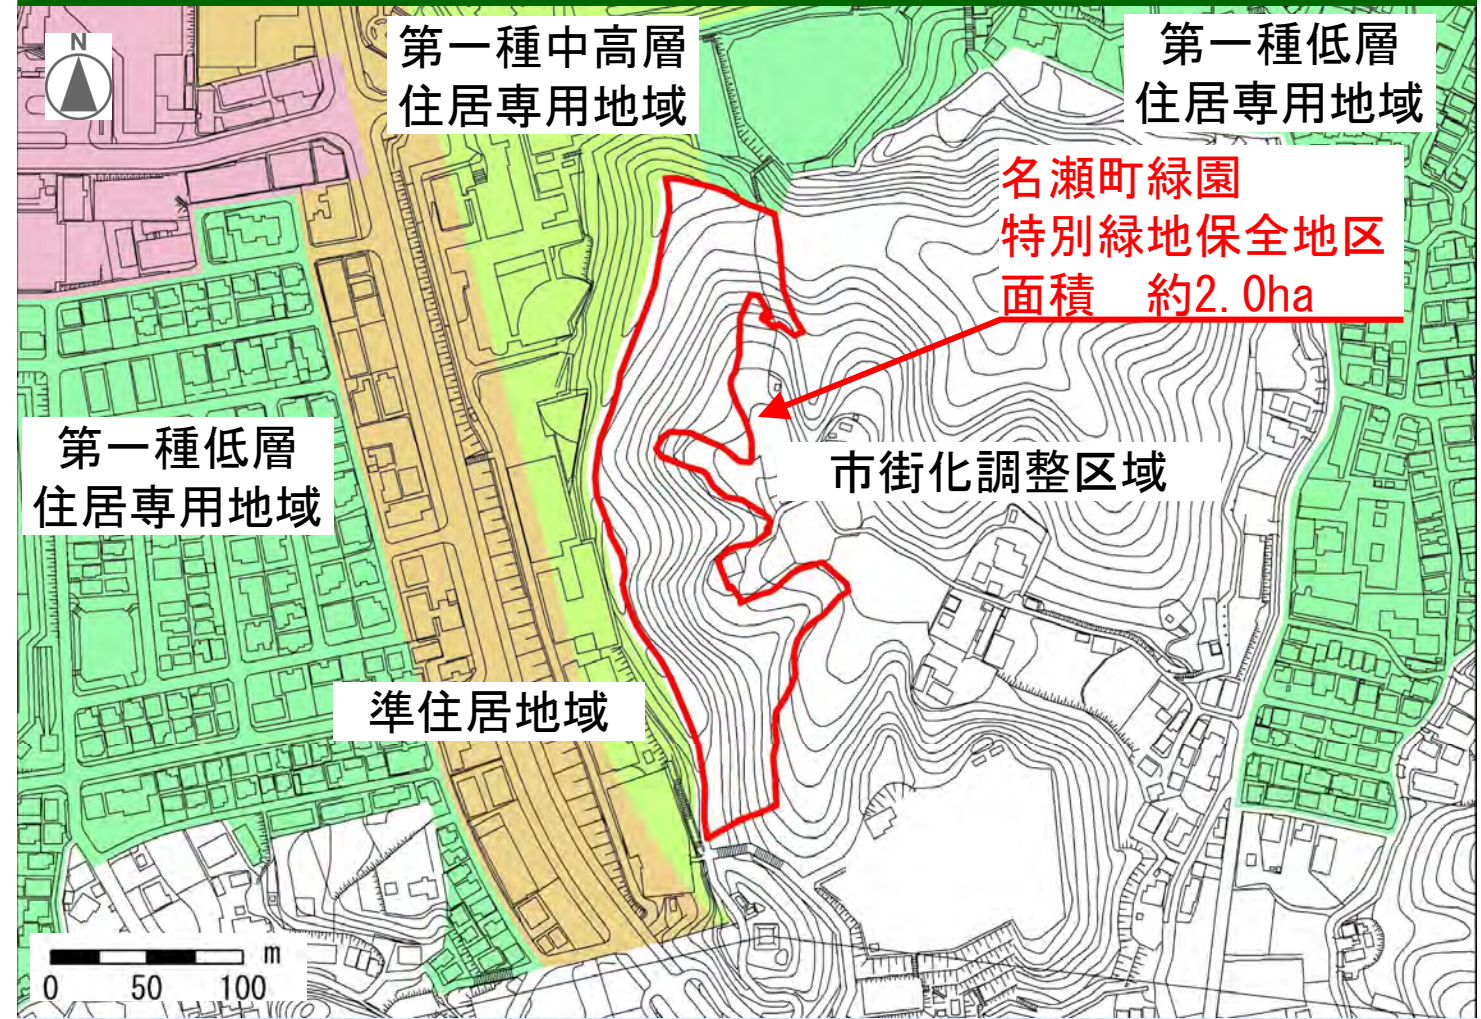 N
第一種中高層
住居専用地域
第一種低層
住居専用地域
名瀬町緑園
特別緑地保全地区
面積　約2.0ha
第一種低層
住居専用地域
市街化調整区域
準住居地域
m
0 50 100